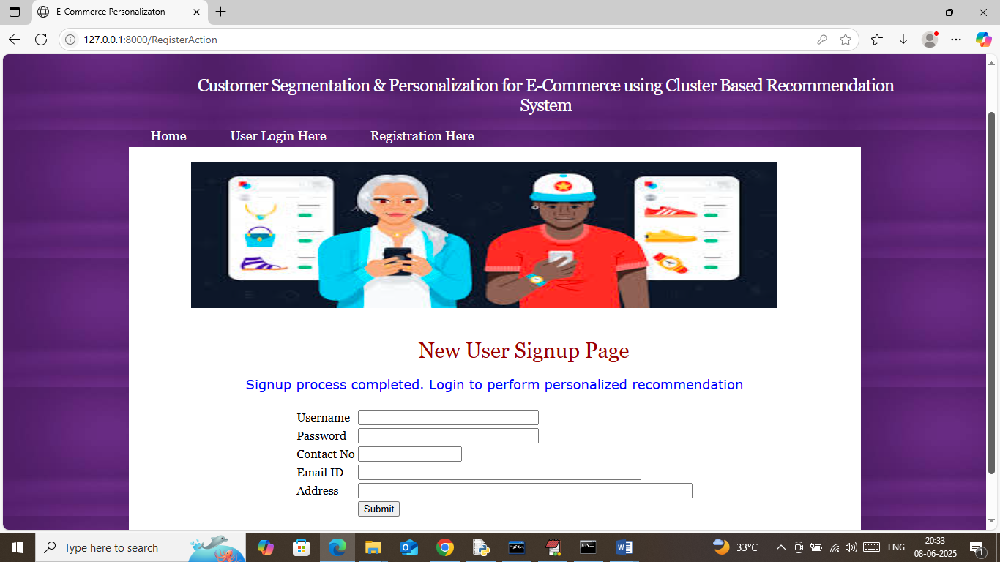 E-Commerce Personalizaton
127.0.0.1:8000/RegisterAction
Customer Segmentation & Personalization for E-Commerce using Cluster Based Recommendation
System
Home User Login Here Registration Here
New User Signup Page
Signup process completed. Login to perform personalized recommendation
Username
Password
Contact No
Email ID
Address
Submit
Type here to search
33°C
ENG
20:33
08-06-2025
1